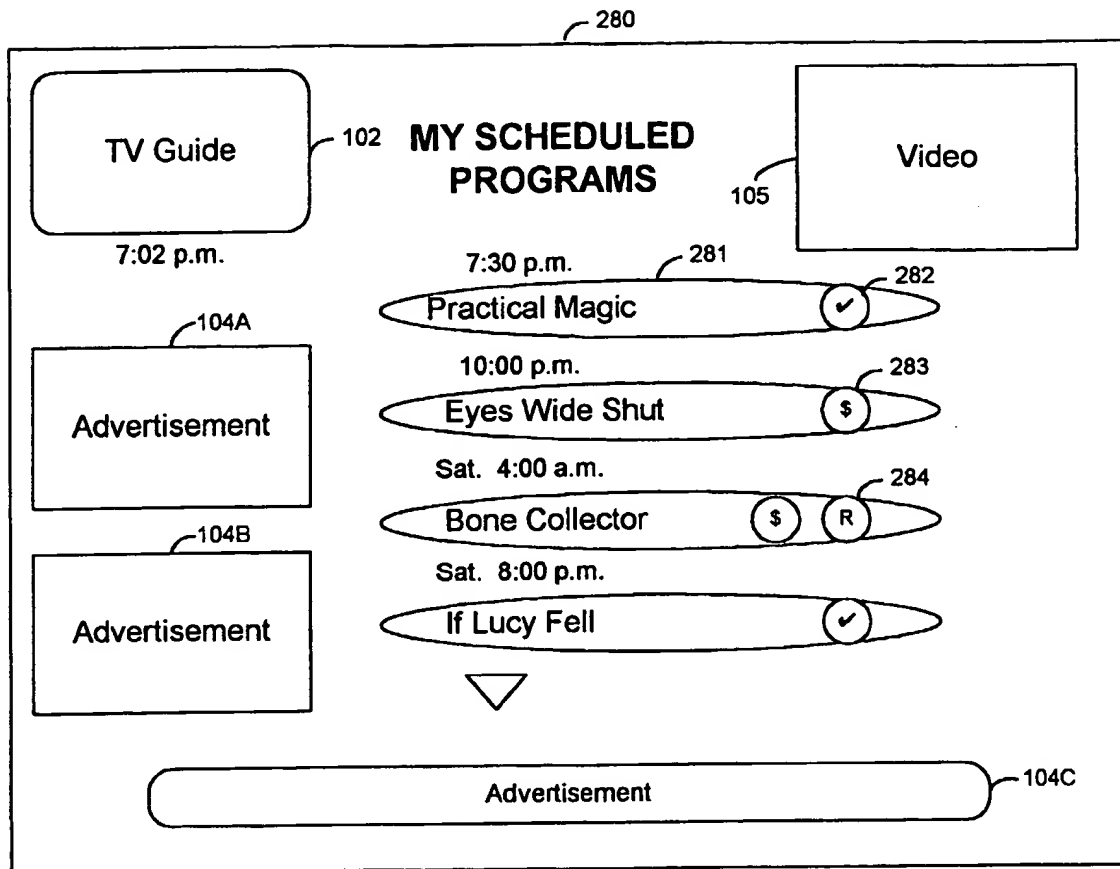 280
TV Guide
102
MY SCHEDULED
PROGRAMS
Video
105
7:02 p.m.
7:30 p.m.
281
Practical Magic
✔
282
104A
Advertisement
10:00 p.m.
Eyes Wide Shut
$
283
Sat. 4:00 a.m.
Bone Collector
$
R
284
104B
Advertisement
Sat. 8:00 p.m.
If Lucy Fell
✔
Advertisement
104C